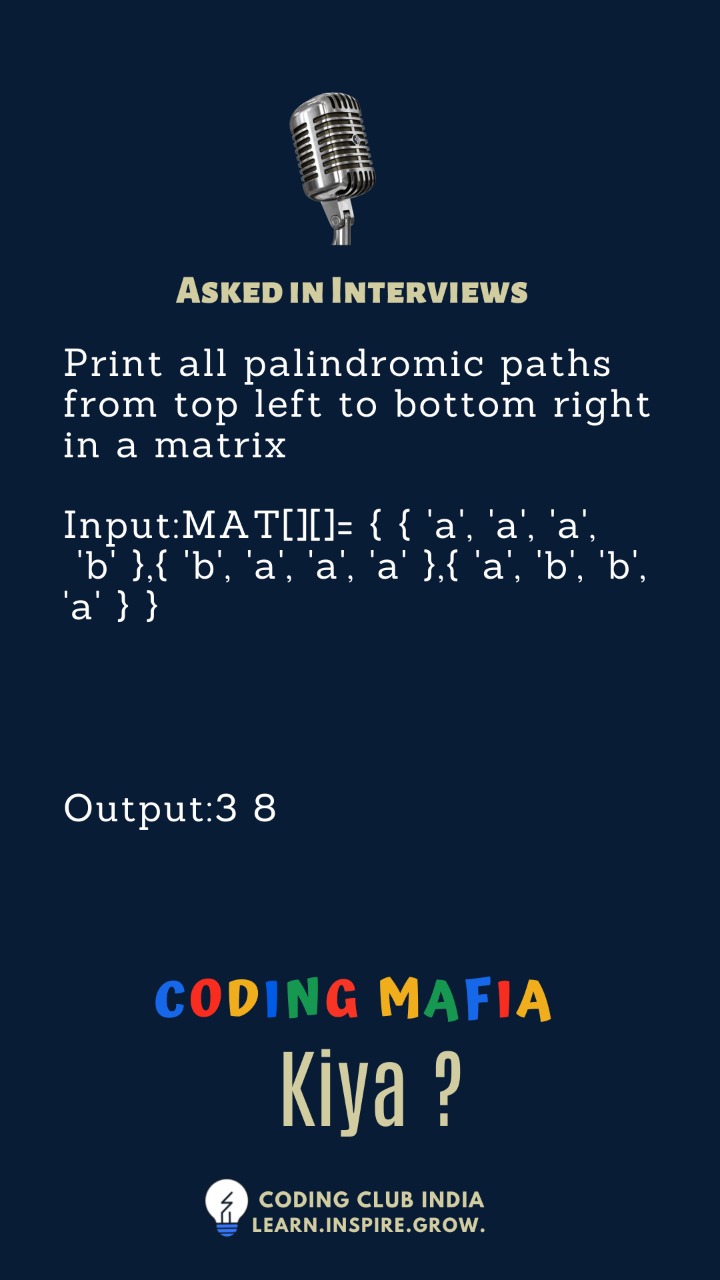 Asked in Interviews
Print all palindromic paths
from top left to bottom right
in a matrix
Input:MAT[][]= { { 'a', 'a', 'a',
'b' },{ 'b', 'a', 'a', 'a' },{ 'a', 'b', 'b',
'a' } }
Output:3 8
CODING MAFIA
Kiya ?
CODING CLUB INDIA
LEARN.INSPIRE.GROW.